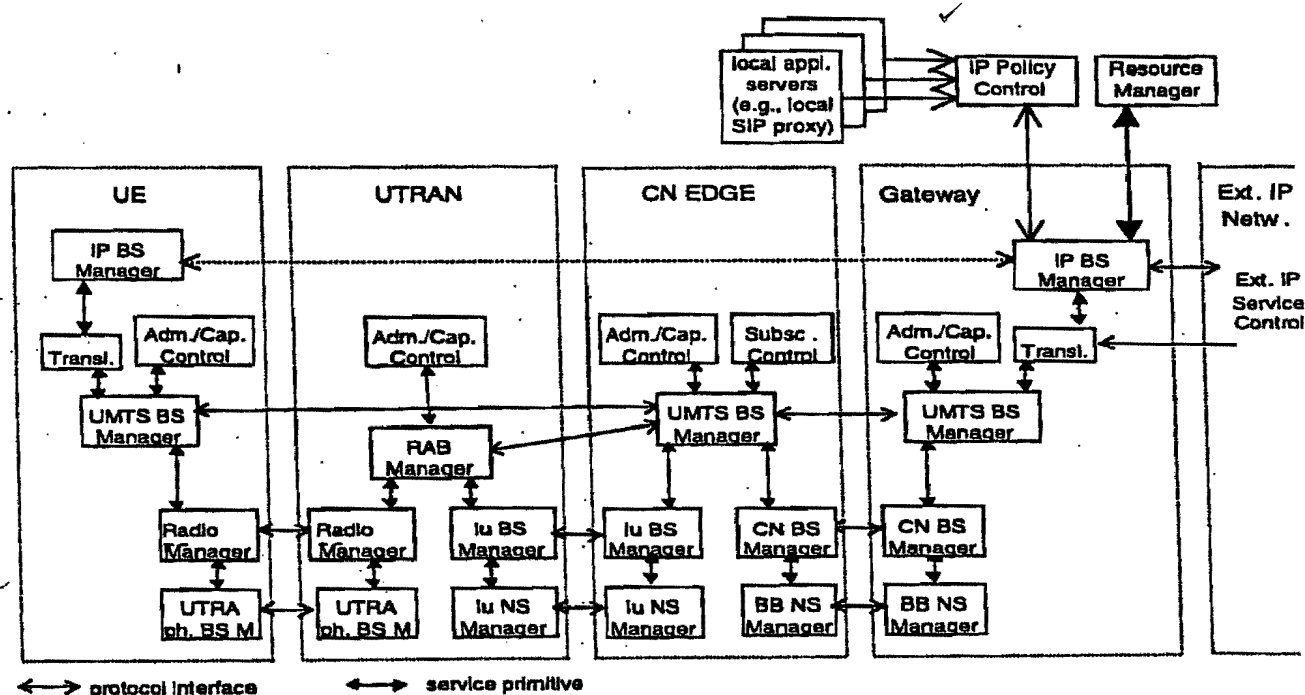 local appl.
servers
(e.g., local
SIP proxy)
IP Policy
Control
Resource
Manager
UE
UTRAN
CN EDGE
Gateway
Ext. IP
Netw.
IP BS
Manager
IP BS
Manager
Ext. IP
Service
Control
Transl.
Adm./Cap.
Control
Adm./Cap.
Control
Adm./Cap.
Control
Subsc.
Control
Adm./Cap.
Control
Transl.
UMTS BS
Manager
RAB
Manager
UMTS BS
Manager
UMTS BS
Manager
Radio
Manager
Radio
Manager
Iu BS
Manager
Iu BS
Manager
CN BS
Manager
CN BS
Manager
UTRA
ph. BS M
UTRA
ph. BS M
Iu NS
Manager
Iu NS
Manager
BB NS
Manager
BB NS
Manager
protocol interface
service primitive